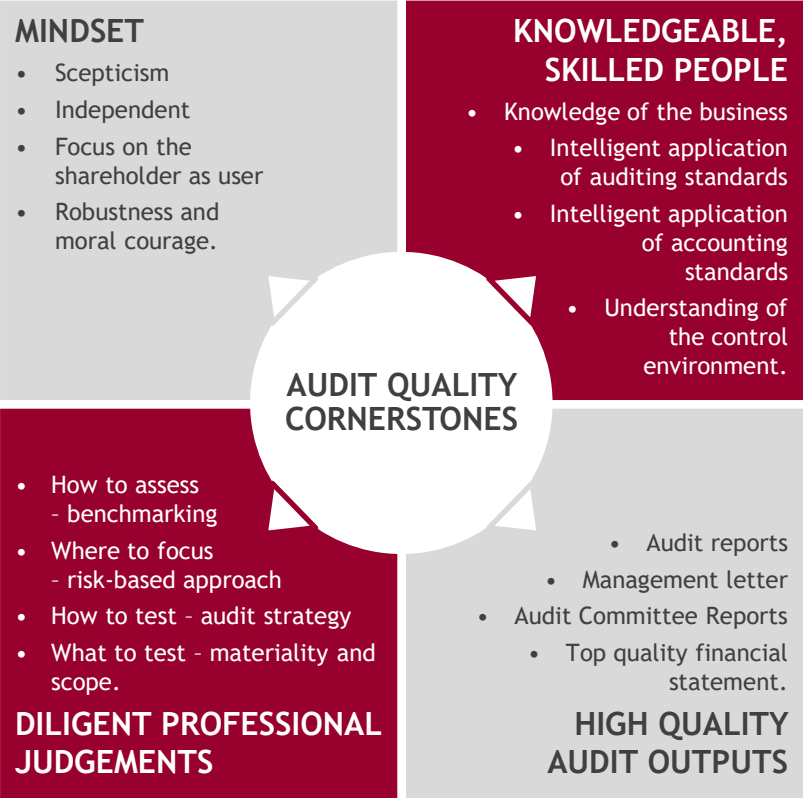 MINDSET
• Scepticism
• Independent
• Focus on the
shareholder as user
• Robustness and
moral courage.
KNOWLEDGEABLE,
SKILLED PEOPLE
• Knowledge of the business
• Intelligent application
of auditing standards
• Intelligent application
of accounting
standards
• Understanding of
the control
environment.
AUDIT QUALITY
CORNERSTONES
• How to assess
– benchmarking
• Where to focus
– risk-based approach
• How to test – audit strategy
• What to test – materiality and
scope.
DILIGENT PROFESSIONAL
JUDGEMENTS
• Audit reports
• Management letter
• Audit Committee Reports
• Top quality financial
statement.
HIGH QUALITY
AUDIT OUTPUTS